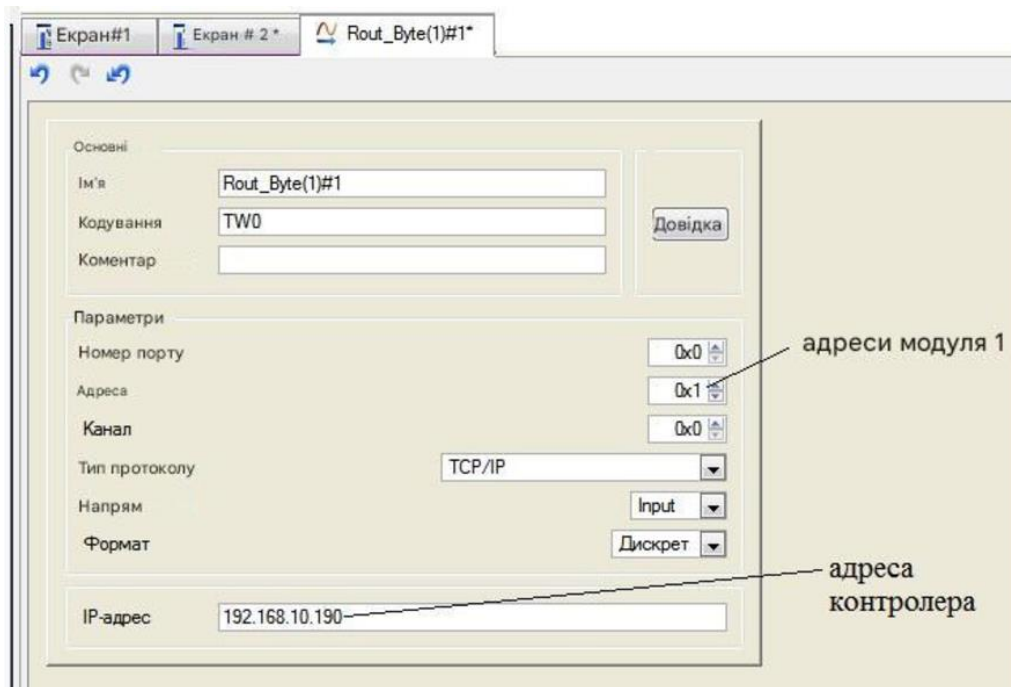 Екран#1
Екран # 2 *
Rout_Byte(1)#1*
Основні
Ім'я
Rout_Byte(1)#1
Кодування
TW0
Коментар
Довідка
Параметри
Номер порту
0x0
Адреса
0x1
адреси модуля 1
Канал
0x0
Тип протоколу
TCP/IP
Напрям
Input
Формат
Дискрет
IP-адрес
192.168.10.190
адреса
контролера